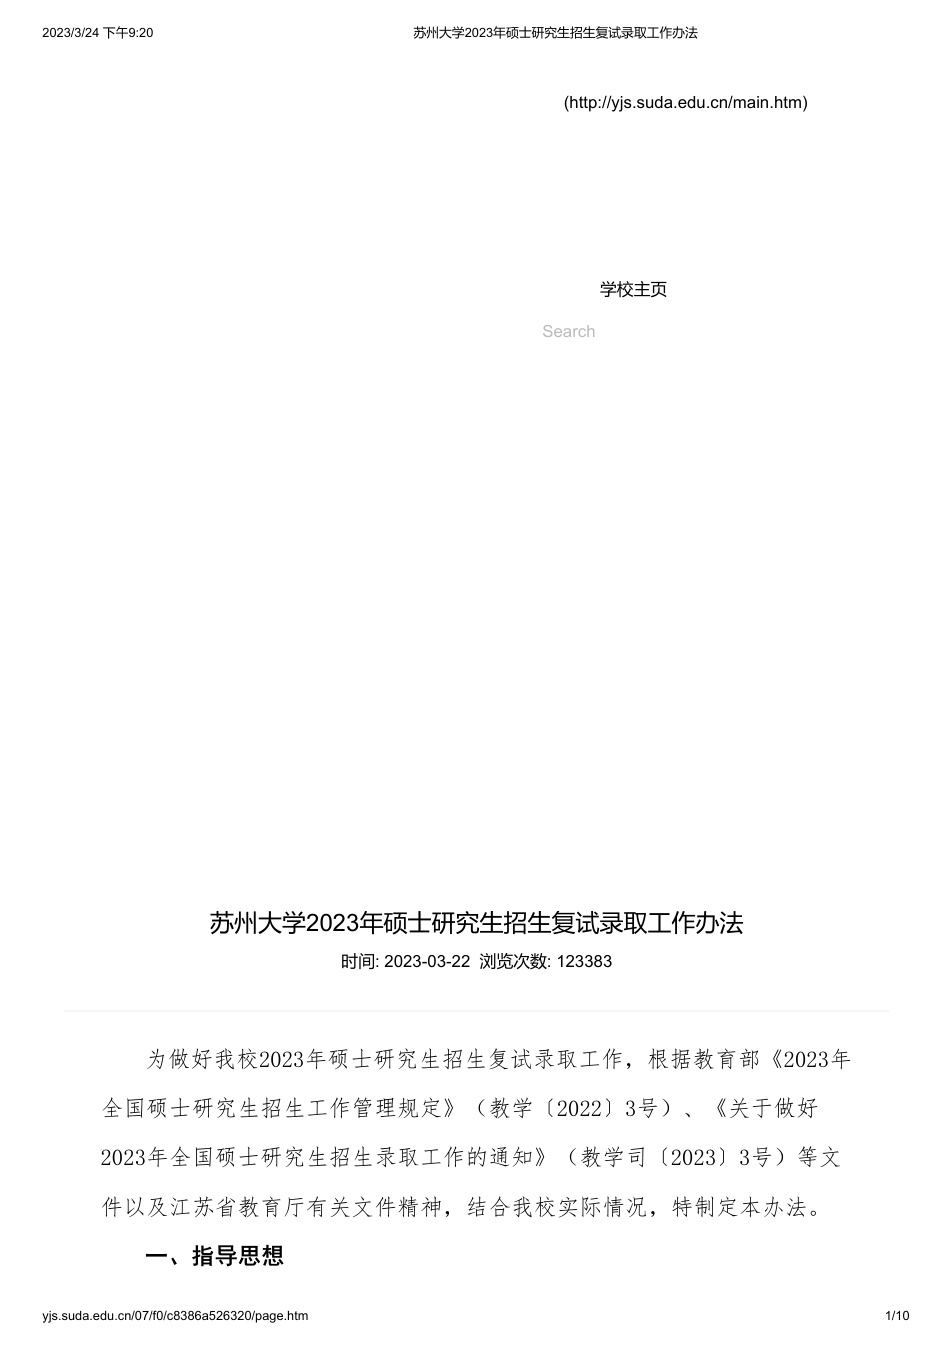 2023/3/24 下午9:20 苏州大学2023年硕士研究生招生复试录取工作办法
(http://yjs.suda.edu.cn/main.htm)
学校主页
Search
苏州大学2023年硕士研究生招生复试录取工作办法
时间: 2023-03-22 浏览次数: 123383
为做好我校2023年硕士研究生招生复试录取工作，根据教育部《2023年
全国硕士研究生招生工作管理规定》（教学〔2022〕3号）、《关于做好
2023年全国硕士研究生招生录取工作的通知》（教学司〔2023〕3号）等文
件以及江苏省教育厅有关文件精神，结合我校实际情况，特制定本办法。
一、指导思想
yjs.suda.edu.cn/07/f0/c8386a526320/page.htm 1/10